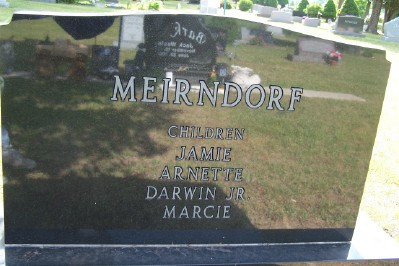 MEIRNDORF
CHILDREN
JAMIE
ARNETTE
DARWIN JR.
MARCIE